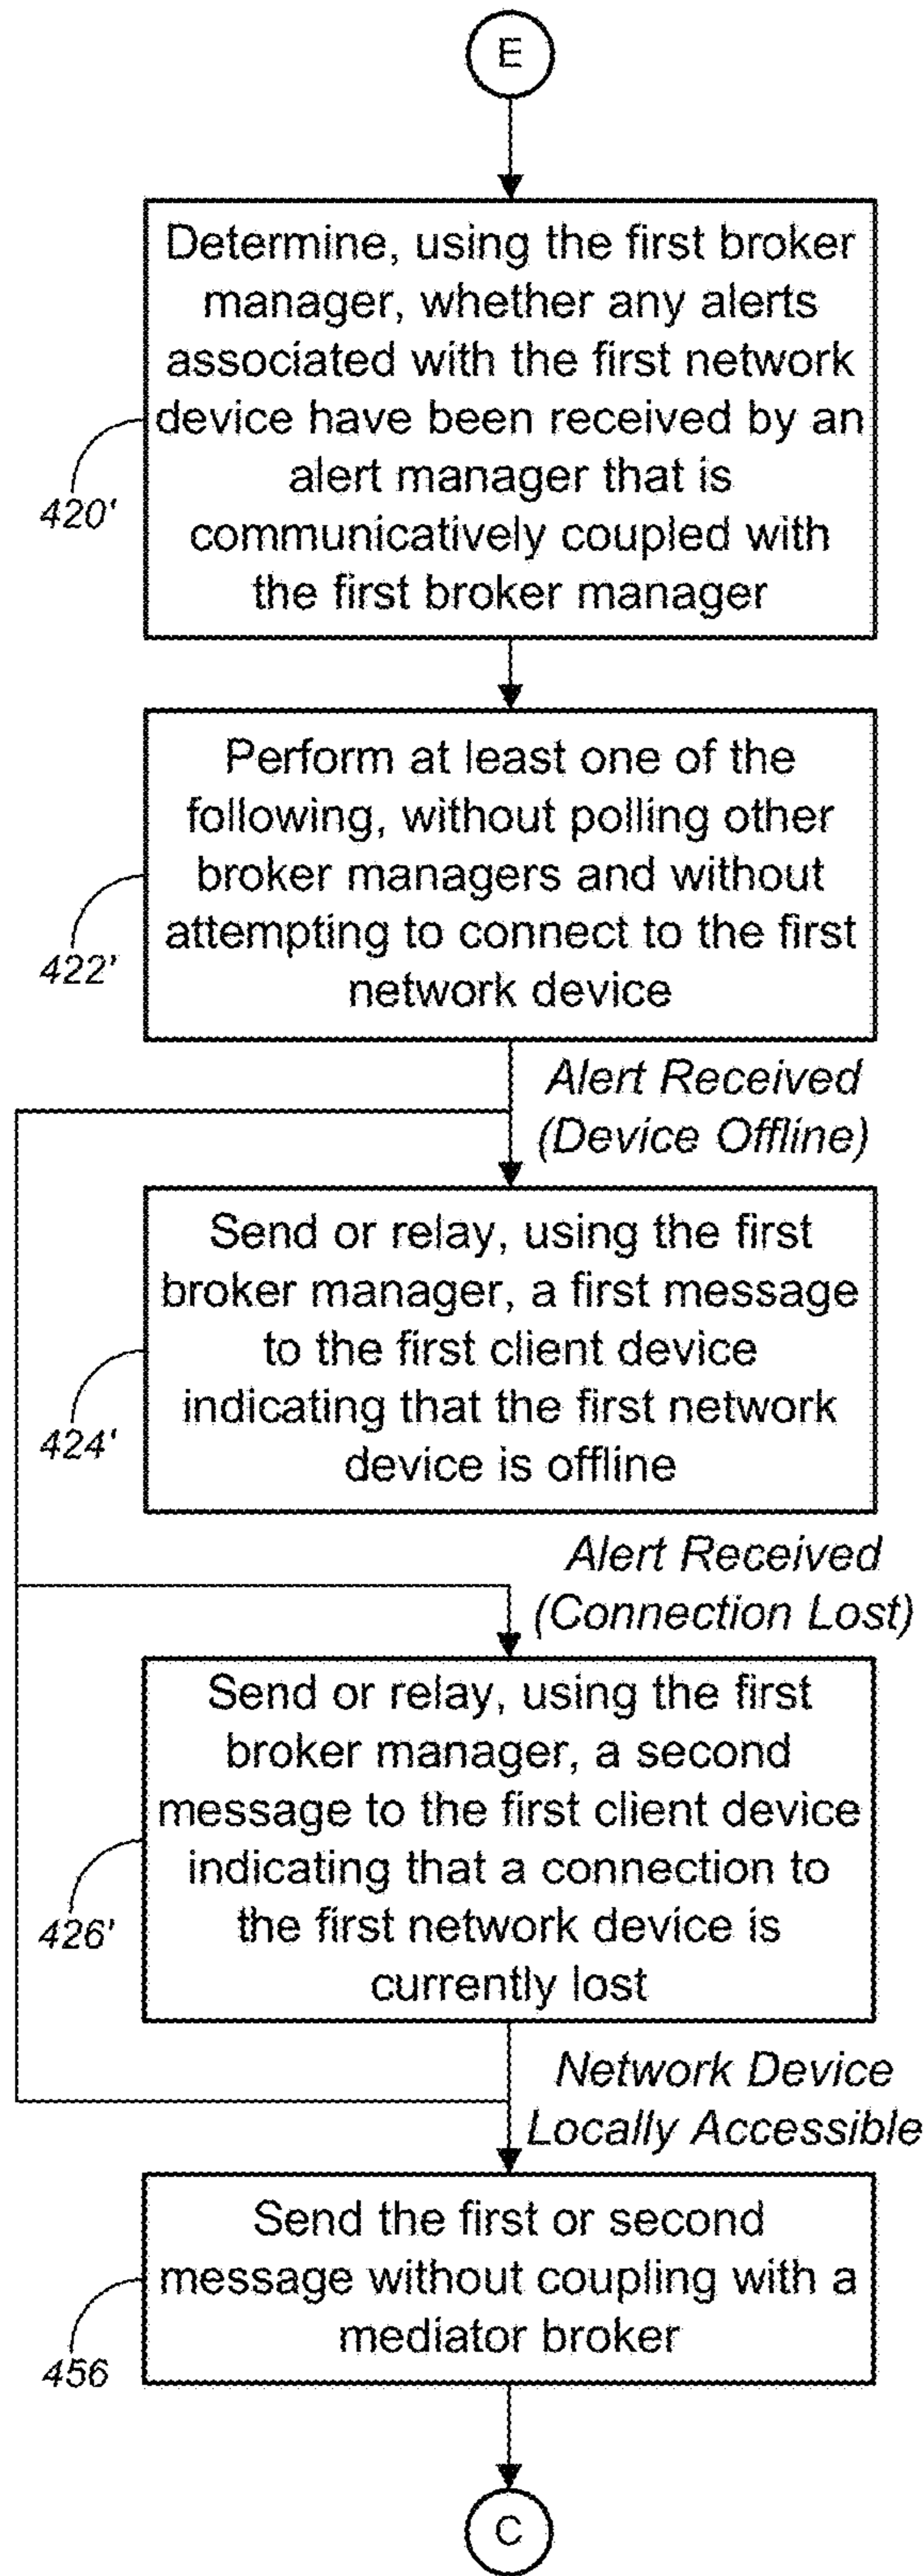 E
Determine, using the first broker
manager, whether any alerts
associated with the first network
device have been received by an
alert manager that is
communicatively coupled with
the first broker manager
420'
Perform at least one of the
following, without polling other
broker managers and without
attempting to connect to the first
network device
422'
Alert Received
(Device Offline)
Send or relay, using the first
broker manager, a first message
to the first client device
indicating that the first network
device is offline
424'
Alert Received
(Connection Lost)
Send or relay, using the first
broker manager, a second
message to the first client device
indicating that a connection to
the first network device is
currently lost
426'
Network Device
Locally Accessible
Send the first or second
message without coupling with a
mediator broker
456
C